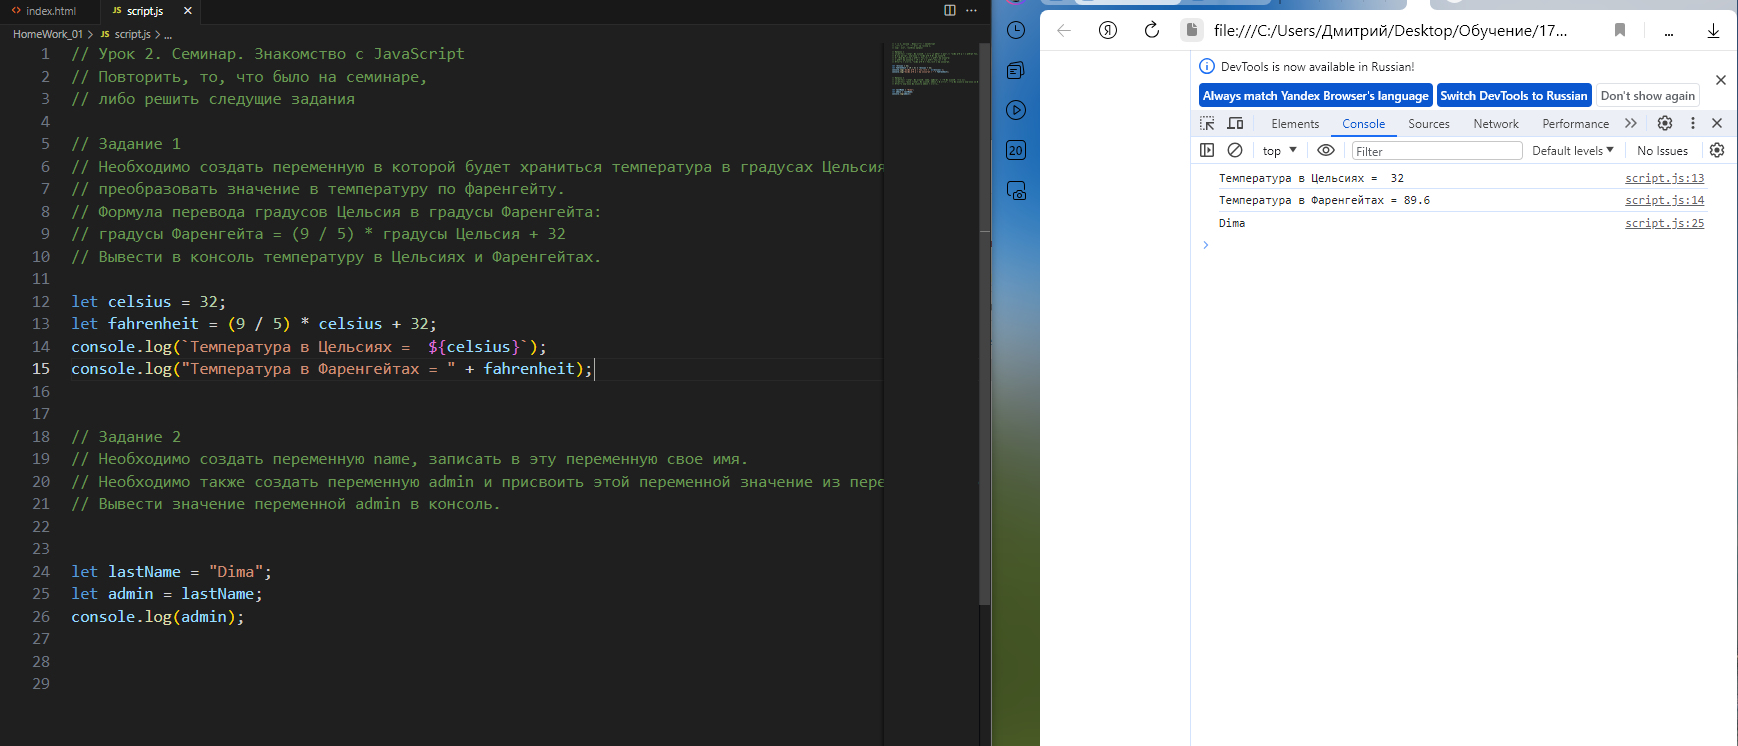 index.html
JS script.js
HomeWork_01 > JS script.js > ...
1 // Урок 2. Семинар. Знакомство с JavaScript
2 // Повторить, то, что было на семинаре,
3 // либо решить следущие задания
4
5 // Задание 1
6 // Необходимо создать переменную в которой будет храниться температура в градусах Цельсия
7 // преобразовать значение в температуру по фаренгейту.
8 // Формула перевода градусов Цельсия в градусы Фаренгейта:
9 // градусы Фаренгейта = (9 / 5) * градусы Цельсия + 32
10 // Вывести в консоль температуру в Цельсиях и Фаренгейтах.
11
12 let celsius = 32;
13 let fahrenheit = (9 / 5) * celsius + 32;
14 console.log(`Температура в Цельсиях =  ${celsius}`);
15 console.log("Температура в Фаренгейтах = " + fahrenheit);
16
17
18 // Задание 2
19 // Необходимо создать переменную name, записать в эту переменную свое имя.
20 // Необходимо также создать переменную admin и присвоить этой переменной значение из пере
21 // Вывести значение переменной admin в консоль.
22
23
24 let lastName = "Dima";
25 let admin = lastName;
26 console.log(admin);
27
28
29
20
Я file:///C:/Users/Дмитрий/Desktop/Обучение/17... ...
DevTools is now available in Russian!
Always match Yandex Browser's language Switch DevTools to Russian Don't show again
Elements Console Sources Network Performance
top Filter Default levels No Issues
Температура в Цельсиях =  32 script.js:13
Температура в Фаренгейтах = 89.6 script.js:14
Dima script.js:25